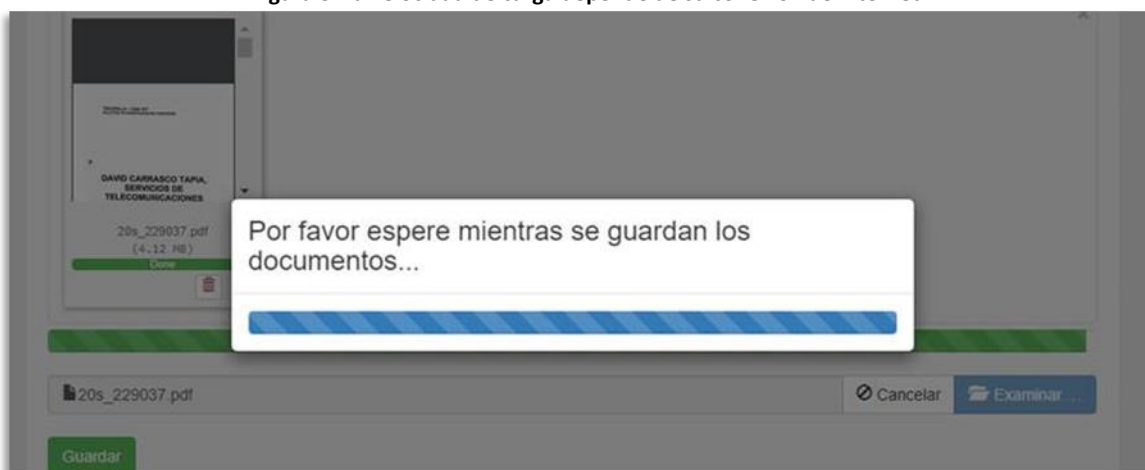 ×
DAVID CARRASCO TAPIA,
SERVICIOS DE
TELECOMUNICACIONES
20s_229037.pdf
(4.12 MB)
Done
Por favor espere mientras se guardan los
documentos...
20s_229037.pdf
Cancelar
Examinar ...
Guardar